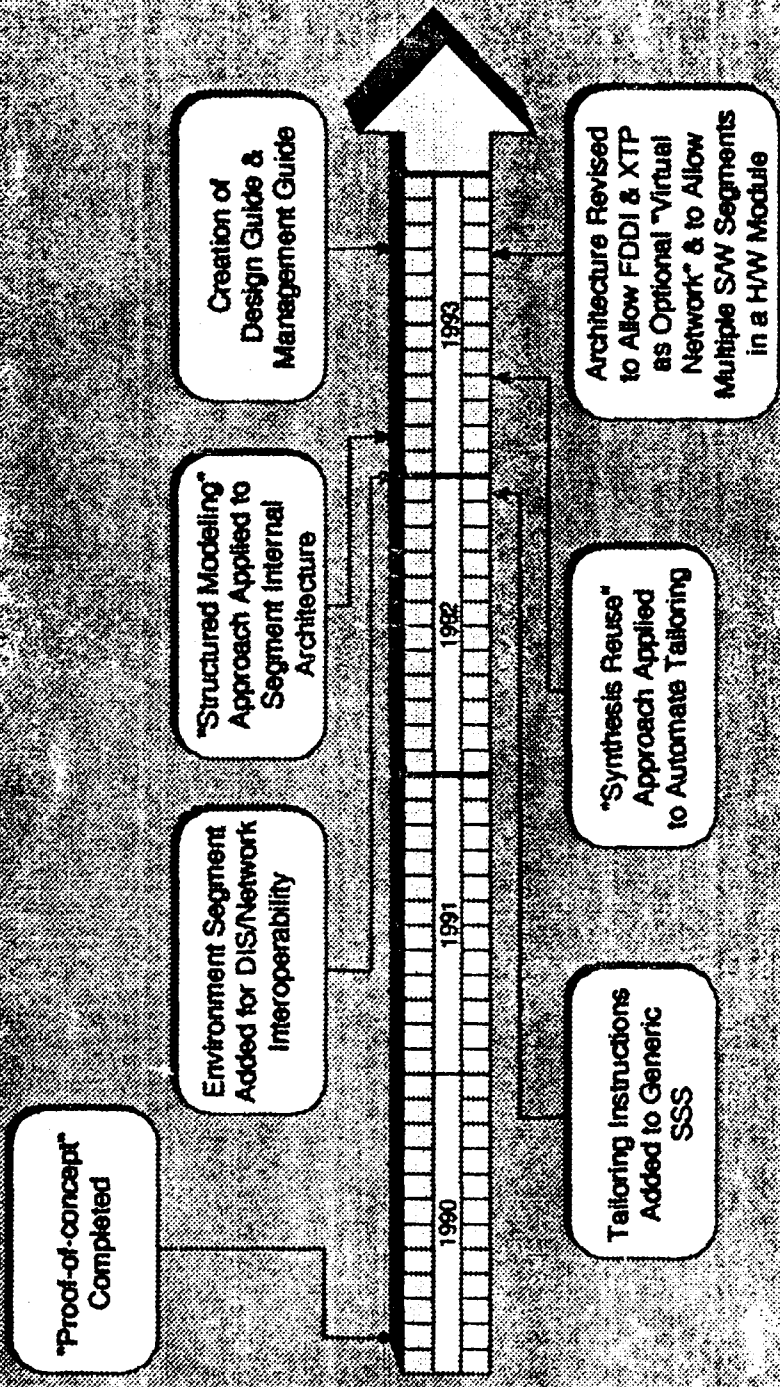 "Proof-of-concept"
Completed
Environment Segment
Added for DIS/Network
Interoperability
"Structured Modeling"
Approach Applied to
Segment Internal
Architecture
Creation of
Design Guide &
Management Guide
1990
1991
1992
1993
Tailoring Instructions
Added to Generic
SSS
"Synthesis Reuse"
Approach Applied
to Automate Tailoring
Architecture Revised
to Allow FDDI & XTP
as Optional "Virtual
Network" & to Allow
Multiple S/W Segments
in a H/W Module